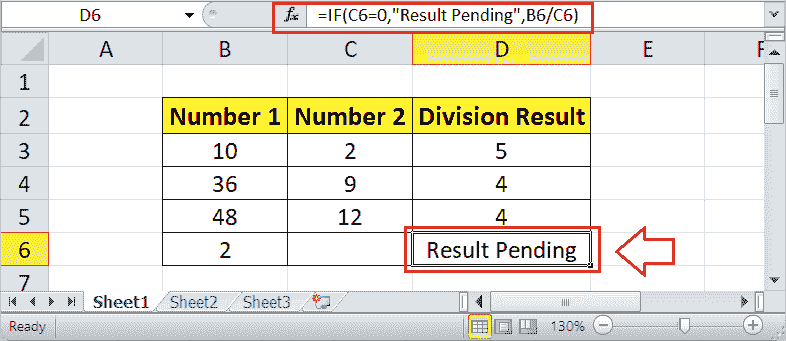 D6 fx =IF(C6=0,"Result Pending",B6/C6)
A B C D E F
1
2 Number 1 Number 2 Division Result
3 10 2 5
4 36 9 4
5 48 12 4
6 2 Result Pending
7
Sheet1 Sheet2 Sheet3
Ready 130%